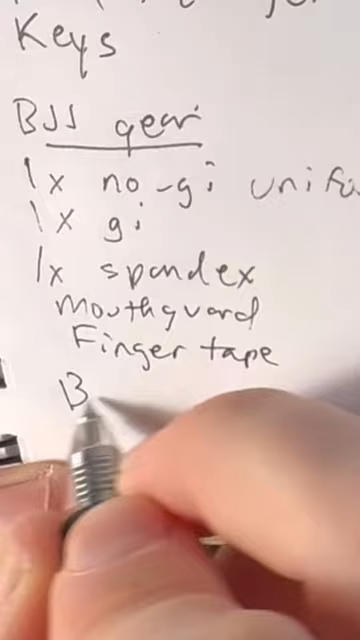 Keys
BJJ gear
1x no-gi
1x gi
1x spandex
Mouthguard
Finger tape
B